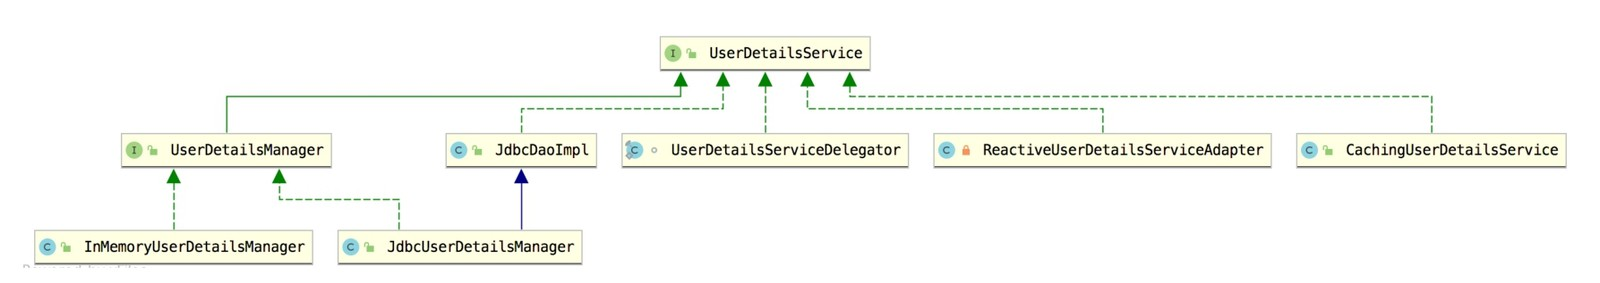 I UserDetailsService
I UserDetailsManager
C JdbcDaoImpl
C UserDetailsServiceDelegator
C ReactiveUserDetailsServiceAdapter
C CachingUserDetailsService
C InMemoryUserDetailsManager
C JdbcUserDetailsManager